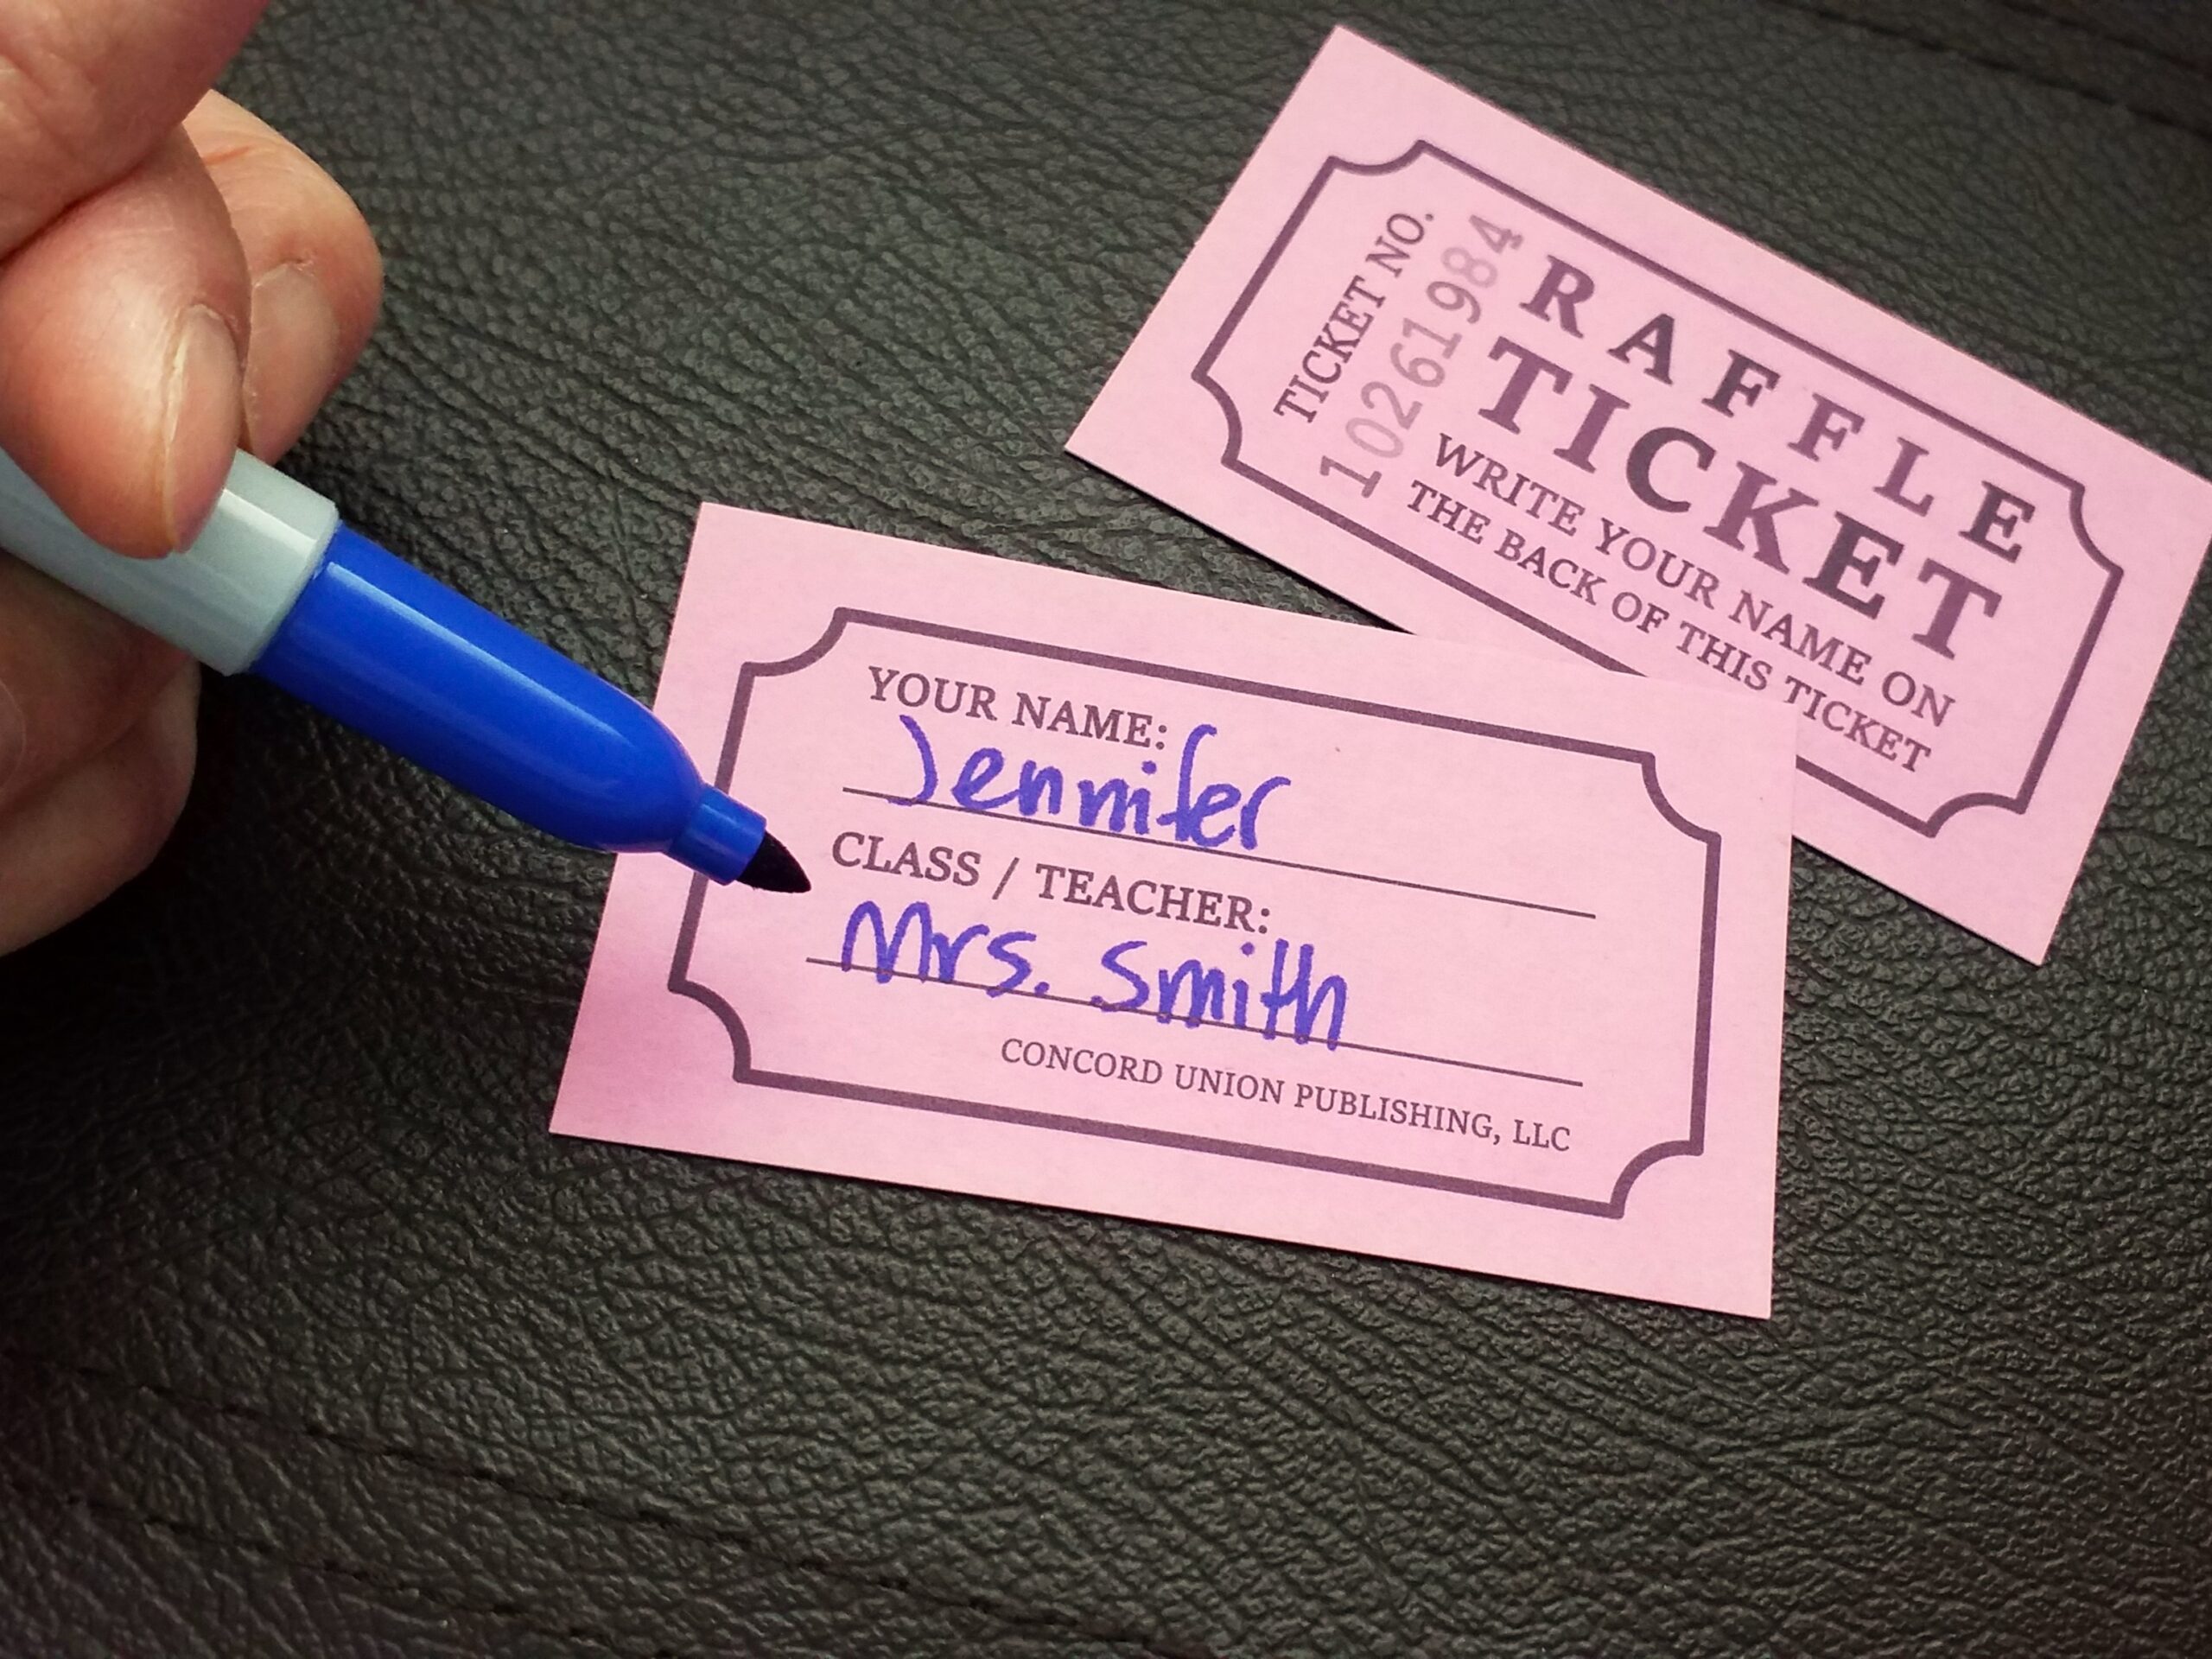 TICKET NO.
10261984
RAFFLE
TICKET
WRITE YOUR NAME ON
THE BACK OF THIS TICKET
YOUR NAME:
Jennifer
CLASS / TEACHER:
Mrs. Smith
CONCORD UNION PUBLISHING, LLC